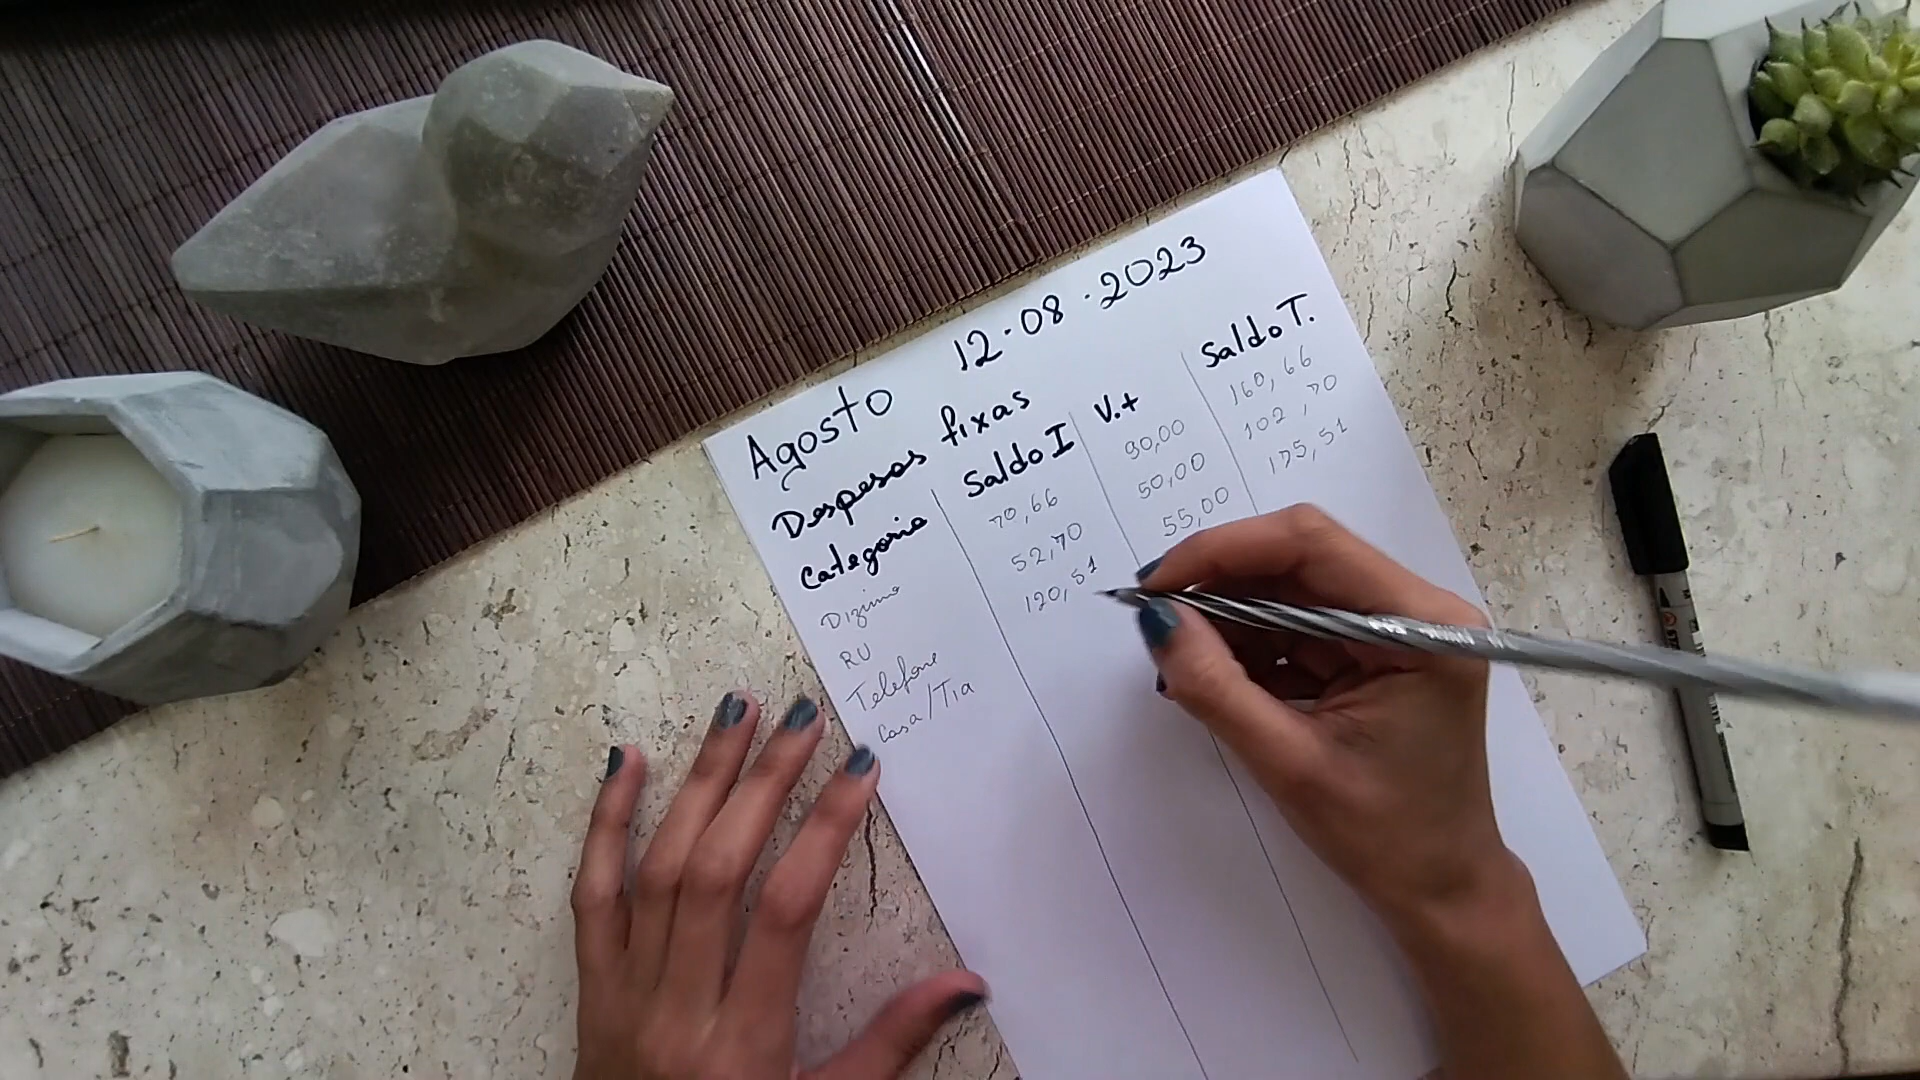 Agosto 12.08.2023
Despesas fixas
Categoria Saldo I V.+ Saldo T.
Dízimo 70,66 90,00 160,66
RU 52,70 50,00 102,70
Telefone 120,51 55,00 175,51
Casa/Tia